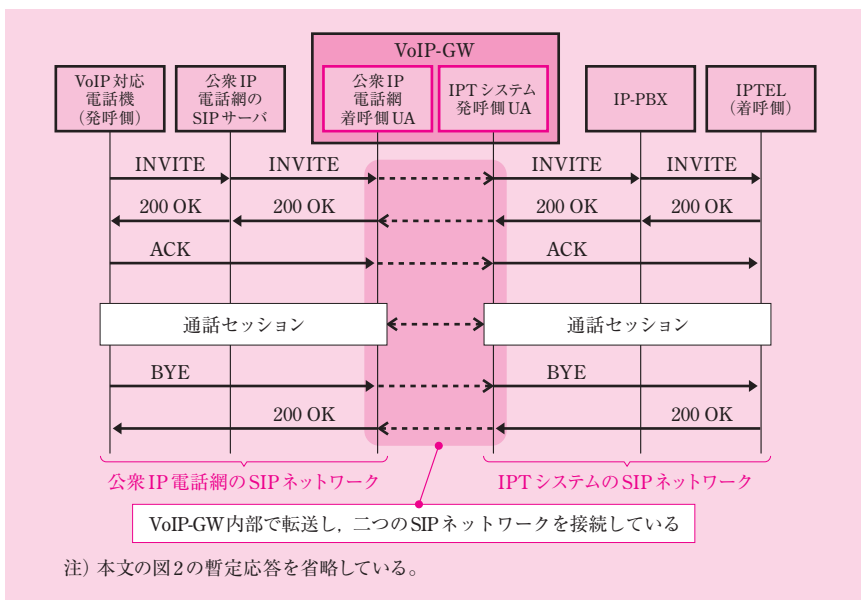 VoIP-GW
VoIP対応
電話機
(発呼側)
公衆IP
電話網の
SIPサーバ
公衆IP
電話網
着呼側UA
IPTシステム
発呼側UA
IP-PBX
IPTEL
(着呼側)
INVITE
INVITE
INVITE
INVITE
200 OK
200 OK
200 OK
200 OK
ACK
ACK
通話セッション
通話セッション
BYE
BYE
200 OK
200 OK
公衆IP電話網のSIPネットワーク
IPTシステムのSIPネットワーク
VoIP-GW内部で転送し,二つのSIPネットワークを接続している
注)本文の図2の暫定応答を省略している。